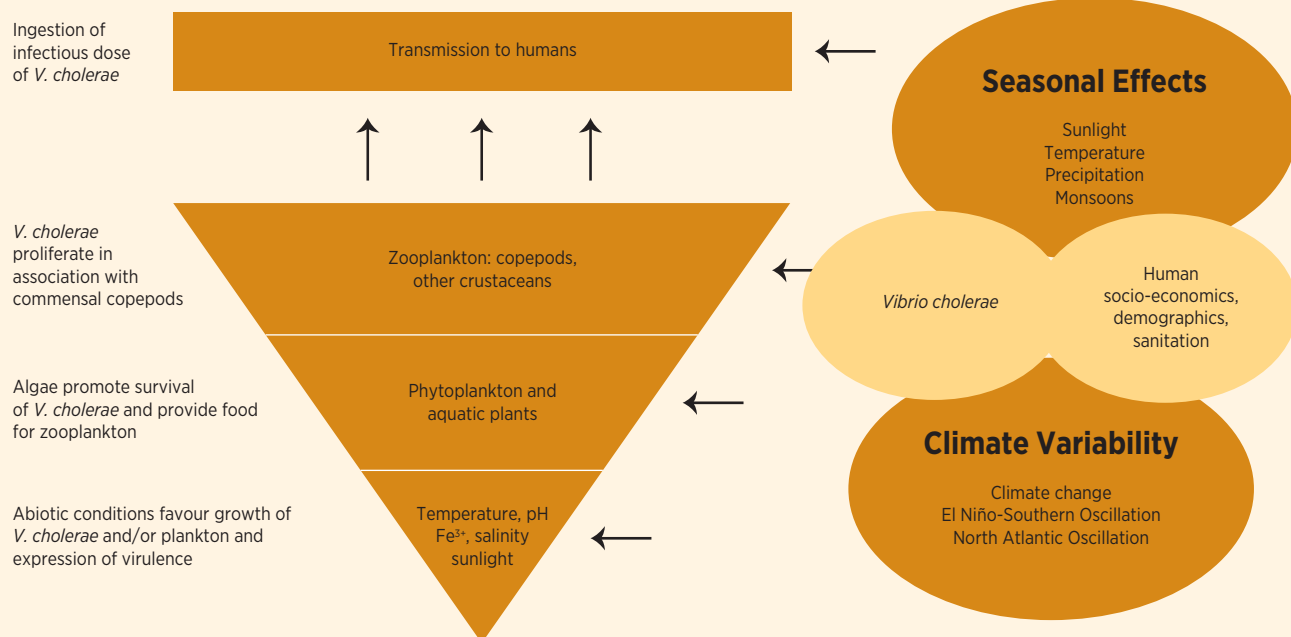 Ingestion of
infectious dose
of V. cholerae
Transmission to humans
V. cholerae
proliferate in
association with
commensal copepods
Zooplankton: copepods,
other crustaceans
Algae promote survival
of V. cholerae and provide food
for zooplankton
Phytoplankton and
aquatic plants
Abiotic conditions favour growth of
V. cholerae and/or plankton and
expression of virulence
Temperature, pH
Fe³⁺, salinity
sunlight
Seasonal Effects
Sunlight
Temperature
Precipitation
Monsoons
Vibrio cholerae
Human
socio-economics,
demographics,
sanitation
Climate Variability
Climate change
El Niño-Southern Oscillation
North Atlantic Oscillation